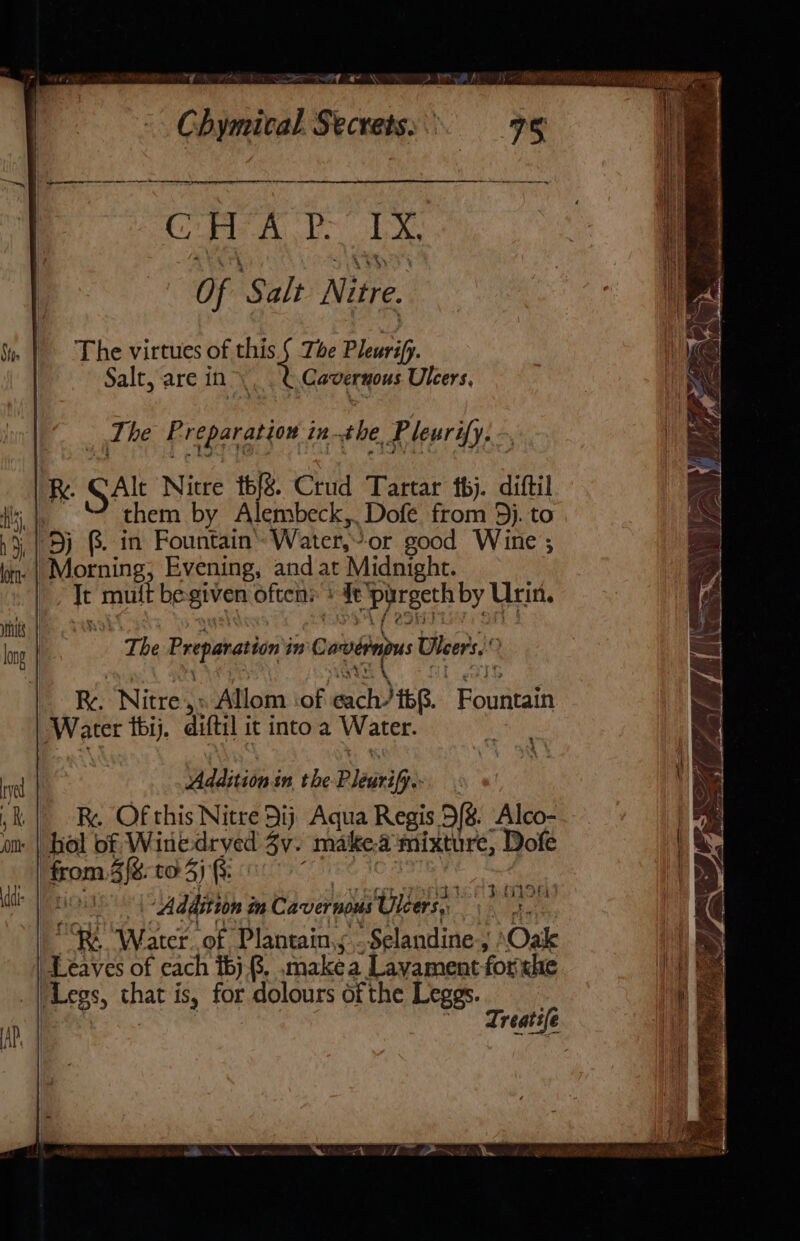 Chymical Secrets. 75
CHAP. IX.
Of Salt Nitre.
The virtues of this { The Pleurisy.
Salt, are in { Cavernous Ulcers.
The Preparation in the Pleurify.
℞. SAlt Nitre ℔ß. Crud Tartar ℔j. diſtil
them by Alembeck, Doſe from ℈j. to
℈j ß. in Fountain Water, or good Wine;
Morning, Evening, and at Midnight.
It muſt be given often: it purgeth by Urin.
The Preparation in Cavernous Ulcers.
℞. Nitre, Allom of each ℔ß. Fountain
Water ℔ij. diſtil it into a Water.
Addition in the Pleurify.
℞. Of this Nitre ℈ij Aqua Regis ℈ß. Alco-
hol of Wine dryed ʒv. make a mixture, Doſe
from ʒß. to ʒj ß.
Addition in Cavernous Ulcers,
℞. Water of Plantain, Selandine, Oak
Leaves of each ℔j ß. make a Lavament for the
Legs, that is, for dolours of the Leggs.
Treatiſe